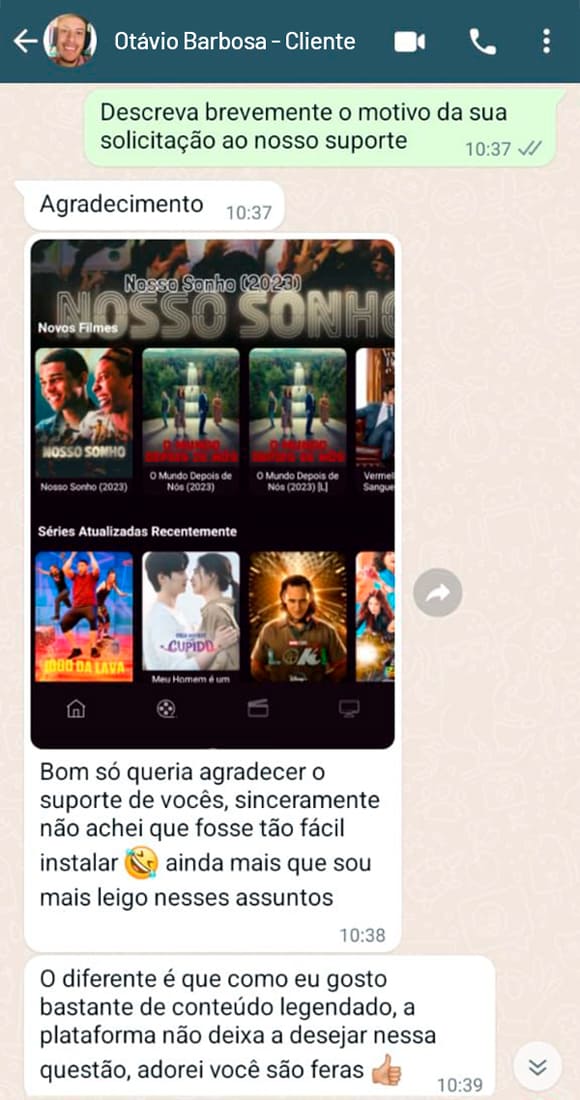 Otávio Barbosa - Cliente
Descreva brevemente o motivo da sua
solicitação ao nosso suporte
10:37
Agradecimento
10:37
Nosso Sonho (2023)
NOSSO SONHO
Novos Filmes
NOSSO SONHO
O MUNDO
DEPOIS DE NÓS
O MUNDO
DEPOIS DE NÓS
Nosso Sonho (2023)
O Mundo Depois de
Nós (2023)
O Mundo Depois de
Nós (2023) [L]
Vermel
Sangue
Séries Atualizadas Recentemente
JOGO DA LAVA
CUPIDO
LOKI
Meu Homem é um
Bom só queria agradecer o
suporte de vocês, sinceramente
não achei que fosse tão fácil
instalar 🤣 ainda mais que sou
mais leigo nesses assuntos
10:38
O diferente é que como eu gosto
bastante de conteúdo legendado, a
plataforma não deixa a desejar nessa
questão, adorei você são feras 👍🏼
10:39